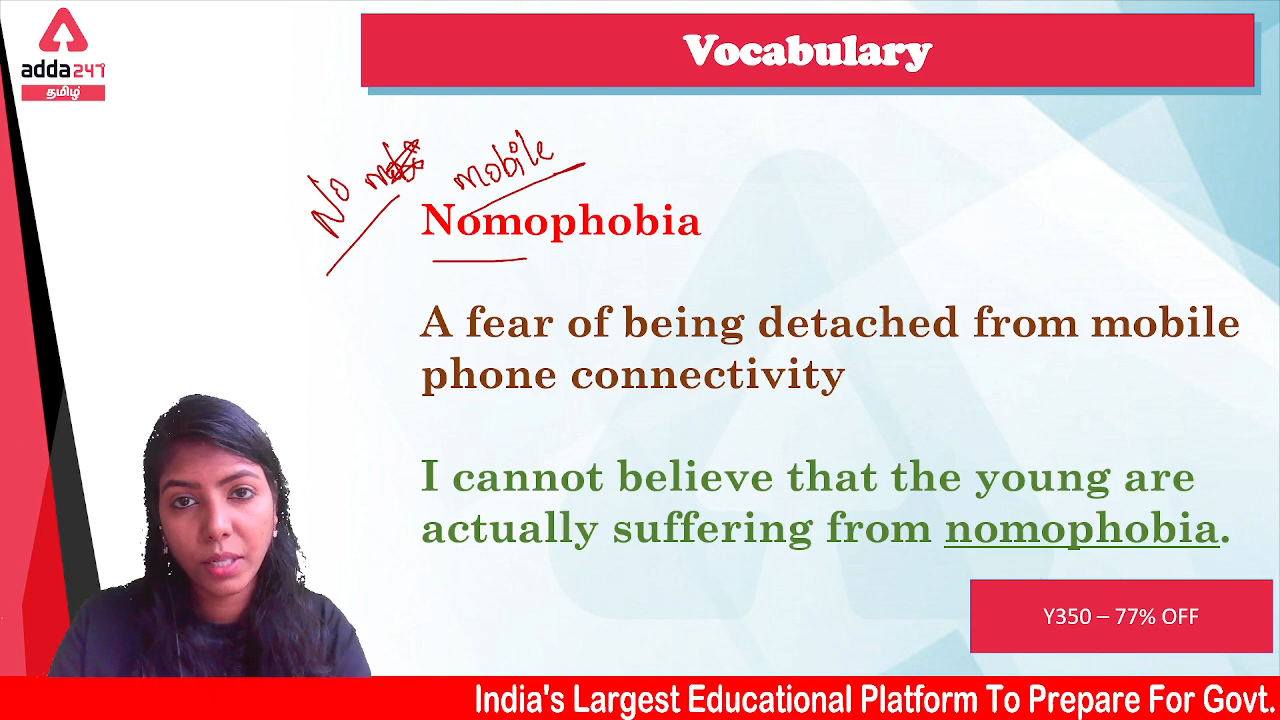 adda247
தமிழ்
Vocabulary
No mobile
Nomophobia
A fear of being detached from mobile
phone connectivity
I cannot believe that the young are
actually suffering from nomophobia.
Y350 – 77% OFF
India's Largest Educational Platform To Prepare For Govt.